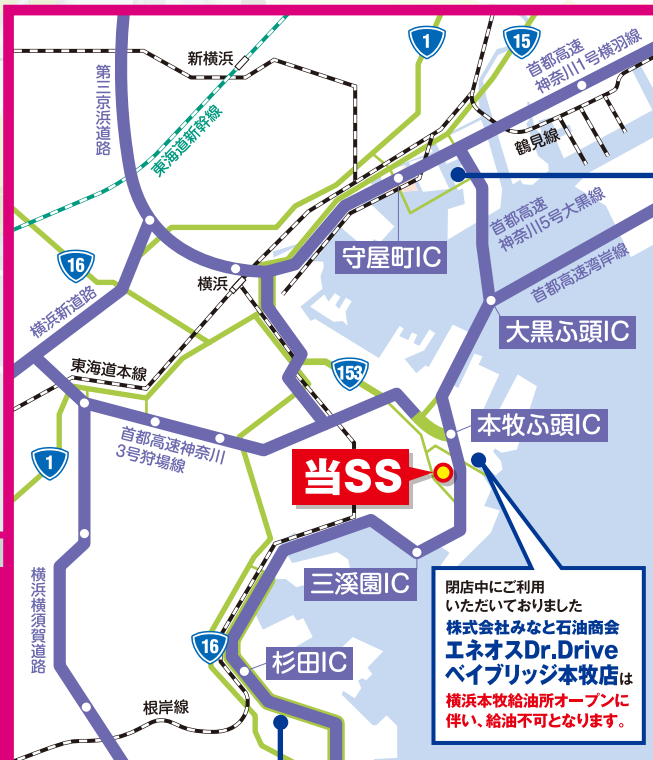 1
15
首都高速
神奈川1号横羽線
新横浜
第三京浜道路
東海道新幹線
鶴見線
首都高速
神奈川5号大黒線
守屋町IC
16
横浜
首都高速湾岸線
横浜新道路
大黒ふ頭IC
東海道本線
153
本牧ふ頭IC
首都高速神奈川
3号狩場線
1
当SS
三溪園IC
閉店中にご利用
いただいておりました
株式会社みなと石油商会
エネオスDr.Drive
ベイブリッジ本牧店は
横浜本牧給油所オープンに
伴い、給油不可となります。
横浜横須賀道路
16
杉田IC
根岸線